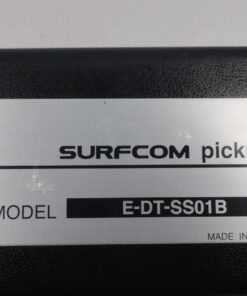 SURFCOM pick
MODEL E-DT-SS01B
MADE IN